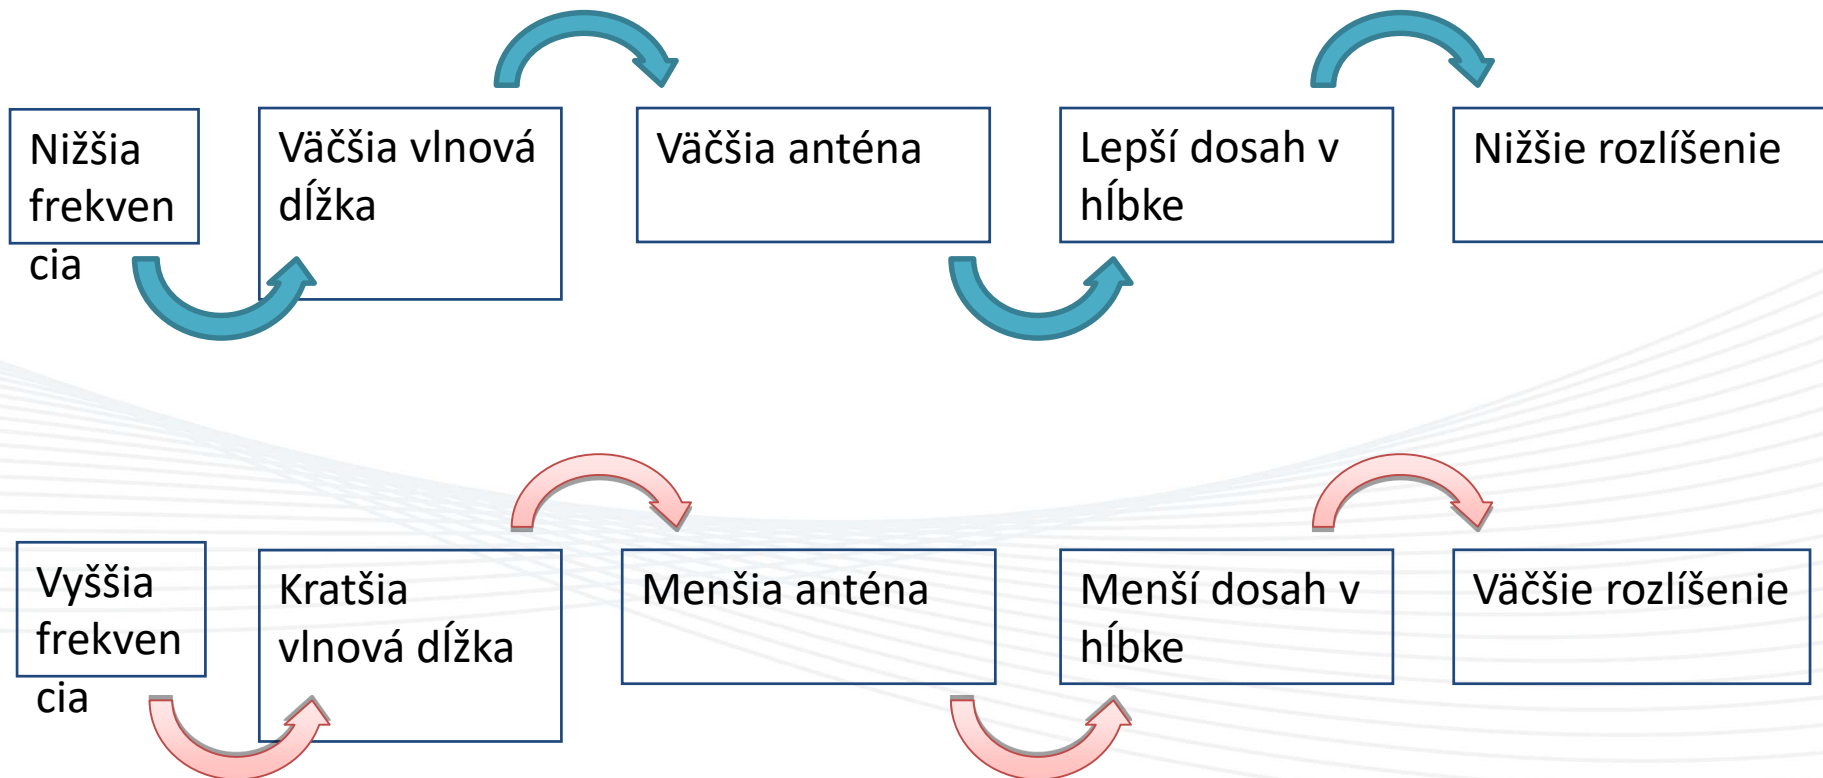 Nižšia
frekven
cia
Väčšia vlnová
dĺžka
Väčšia anténa
Lepší dosah v
hĺbke
Nižšie rozlíšenie
Vyššia
frekven
cia
Kratšia
vlnová dĺžka
Menšia anténa
Menší dosah v
hĺbke
Väčšie rozlíšenie